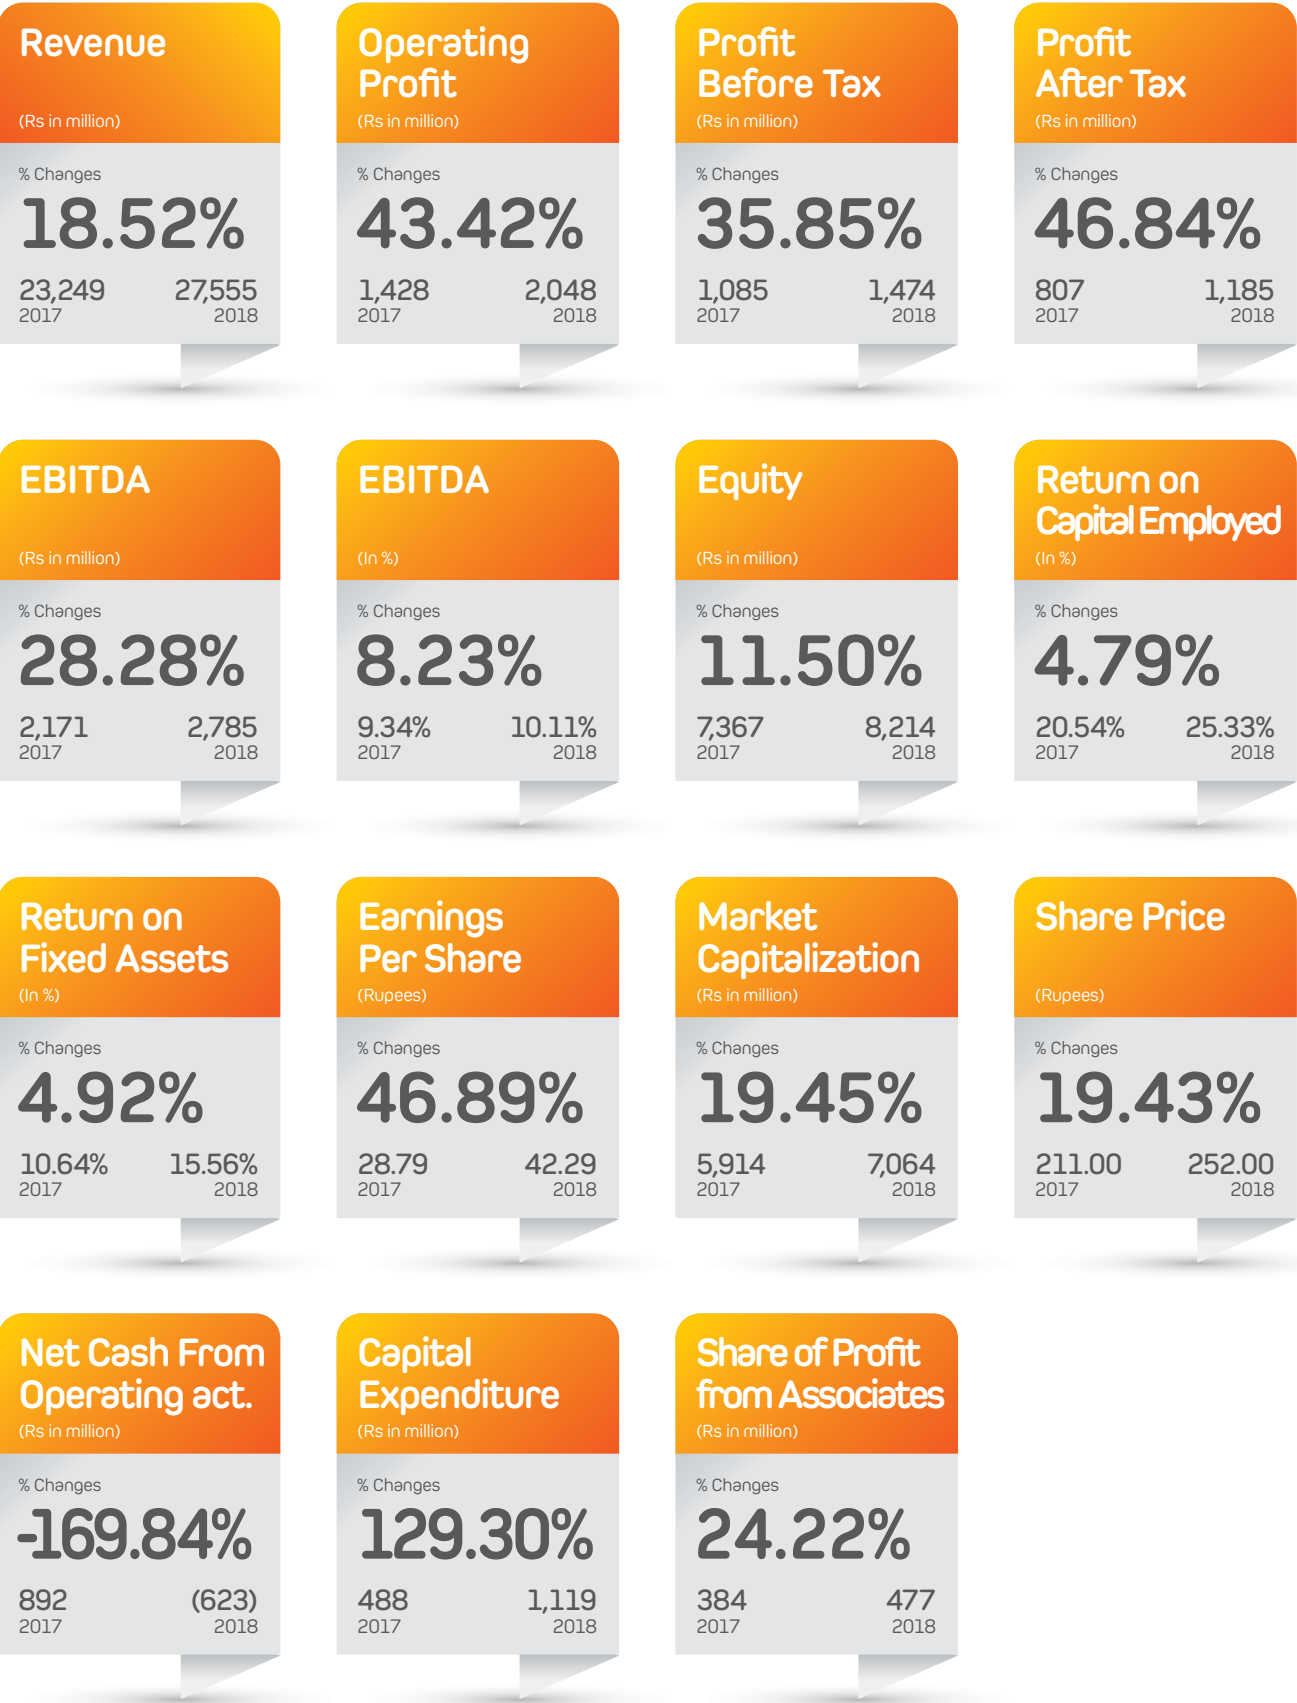 Revenue
(Rs in million)
% Changes
18.52%
23,249 27,555
2017 2018
Operating
Profit
(Rs in million)
% Changes
43.42%
1,428 2,048
2017 2018
Profit
Before Tax
(Rs in million)
% Changes
35.85%
1,085 1,474
2017 2018
Profit
After Tax
(Rs in million)
% Changes
46.84%
807 1,185
2017 2018
EBITDA
(Rs in million)
% Changes
28.28%
2,171 2,785
2017 2018
EBITDA
(In %)
% Changes
8.23%
9.34% 10.11%
2017 2018
Equity
(Rs in million)
% Changes
11.50%
7,367 8,214
2017 2018
Return on
Capital Employed
(In %)
% Changes
4.79%
20.54% 25.33%
2017 2018
Return on
Fixed Assets
(In %)
% Changes
4.92%
10.64% 15.56%
2017 2018
Earnings
Per Share
(Rupees)
% Changes
46.89%
28.79 42.29
2017 2018
Market
Capitalization
(Rs in million)
% Changes
19.45%
5,914 7,064
2017 2018
Share Price
(Rupees)
% Changes
19.43%
211.00 252.00
2017 2018
Net Cash From
Operating act.
(Rs in million)
% Changes
-169.84%
892 (623)
2017 2018
Capital
Expenditure
(Rs in million)
% Changes
129.30%
488 1,119
2017 2018
Share of Profit
from Associates
(Rs in million)
% Changes
24.22%
384 477
2017 2018